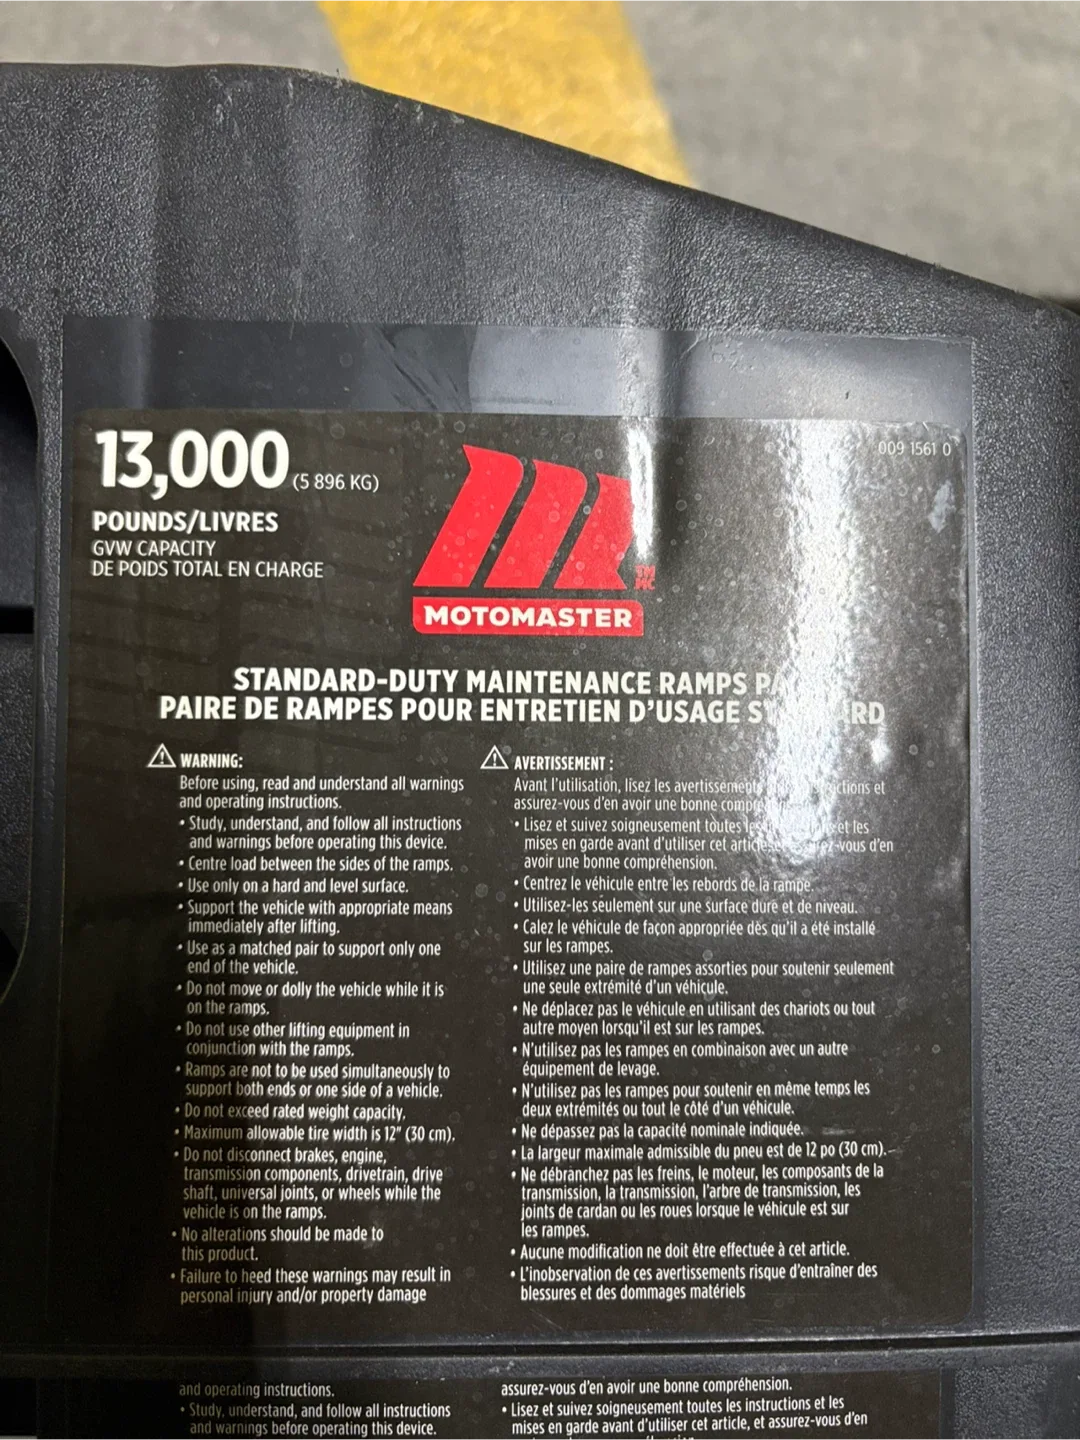 13,000 (5 896 KG)
POUNDS/LIVRES
GVW CAPACITY
DE POIDS TOTAL EN CHARGE
009 1561 0
TM
MC
MOTOMASTER
STANDARD-DUTY MAINTENANCE RAMPS
PAIRE DE RAMPES POUR ENTRETIEN D'USAGE
WARNING:
Before using, read and understand all warnings
and operating instructions.
• Study, understand, and follow all instructions
and warnings before operating this device.
• Centre load between the sides of the ramps.
• Use only on a hard and level surface.
• Support the vehicle with appropriate means
immediately after lifting.
• Use as a matched pair to support only one
end of the vehicle.
• Do not move or dolly the vehicle while it is
on the ramps.
• Do not use other lifting equipment in
conjunction with the ramps.
• Ramps are not to be used simultaneously to
support both ends or one side of a vehicle.
• Do not exceed rated weight capacity.
• Maximum allowable tire width is 12" (30 cm).
• Do not disconnect brakes, engine,
transmission components, drivetrain, drive
shaft, universal joints, or wheels while the
vehicle is on the ramps.
• No alterations should be made to
this product.
• Failure to heed these warnings may result in
personal injury and/or property damage
AVERTISSEMENT :
Avant l'utilisation, lisez les avertissements et
assurez-vous d'en avoir une bonne
• Lisez et suivez soigneusement toutes et les
mises en garde avant d'utiliser cet d'en
avoir une bonne compréhension.
• Centrez le véhicule entre les rebords de la rampe.
• Utilisez-les seulement sur une surface dure et de niveau.
• Calez le véhicule de façon appropriée dès qu'il a été installé
sur les rampes.
• Utilisez une paire de rampes assorties pour soutenir seulement
une seule extrémité d'un véhicule.
• Ne déplacez pas le véhicule en utilisant des chariots ou tout
autre moyen lorsqu'il est sur les rampes.
• N'utilisez pas les rampes en combinaison avec un autre
équipement de levage.
• N'utilisez pas les rampes pour soutenir en même temps les
deux extrémités ou tout le côté d'un véhicule.
• Ne dépassez pas la capacité nominale indiquée.
• La largeur maximale admissible du pneu est de 12 po (30 cm).
• Ne débranchez pas les freins, le moteur, les composants de la
transmission, la transmission, l'arbre de transmission, les
joints de cardan ou les roues lorsque le véhicule est sur
les rampes.
• Aucune modification ne doit être effectuée à cet article.
• L'inobservation de ces avertissements risque d'entraîner des
blessures et des dommages matériels
and operating instructions.
• Study, understand, and follow all instructions
and warnings before operating this device.
assurez-vous d'en avoir une bonne compréhension.
• Lisez et suivez soigneusement toutes les instructions et les
mises en garde avant d'utiliser cet article, et assurez-vous d'en